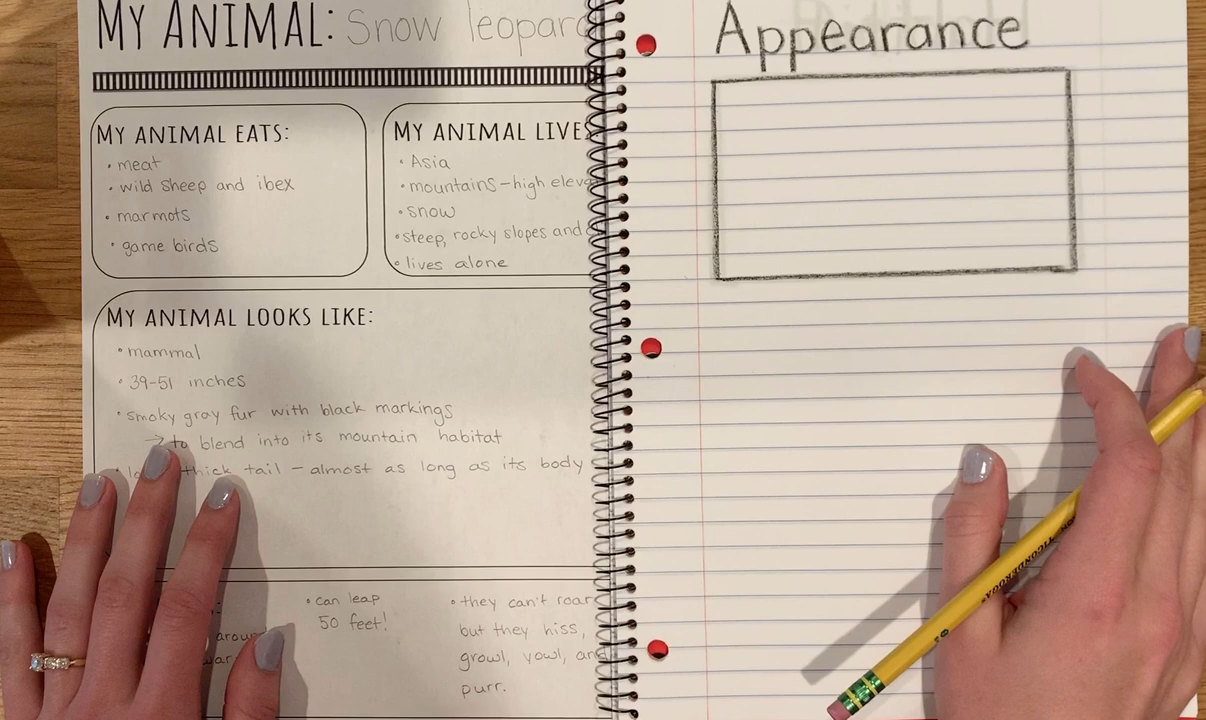 MY ANIMAL: Snow leopard
MY ANIMAL EATS:
• meat
• wild sheep and ibex
• marmots
• game birds
MY ANIMAL LIVES
• Asia
• mountains - high eleva
• snow
• steep, rocky slopes and
• lives alone
MY ANIMAL LOOKS LIKE:
• mammal
• 39-51 inches
• smoky gray fur with black markings
→ to blend into its mountain habitat
thick tail - almost as long as its body
• can leap
50 feet!
• they can't roar
but they hiss,
growl, yowl, and
purr.
Appearance
TICONDEROGA